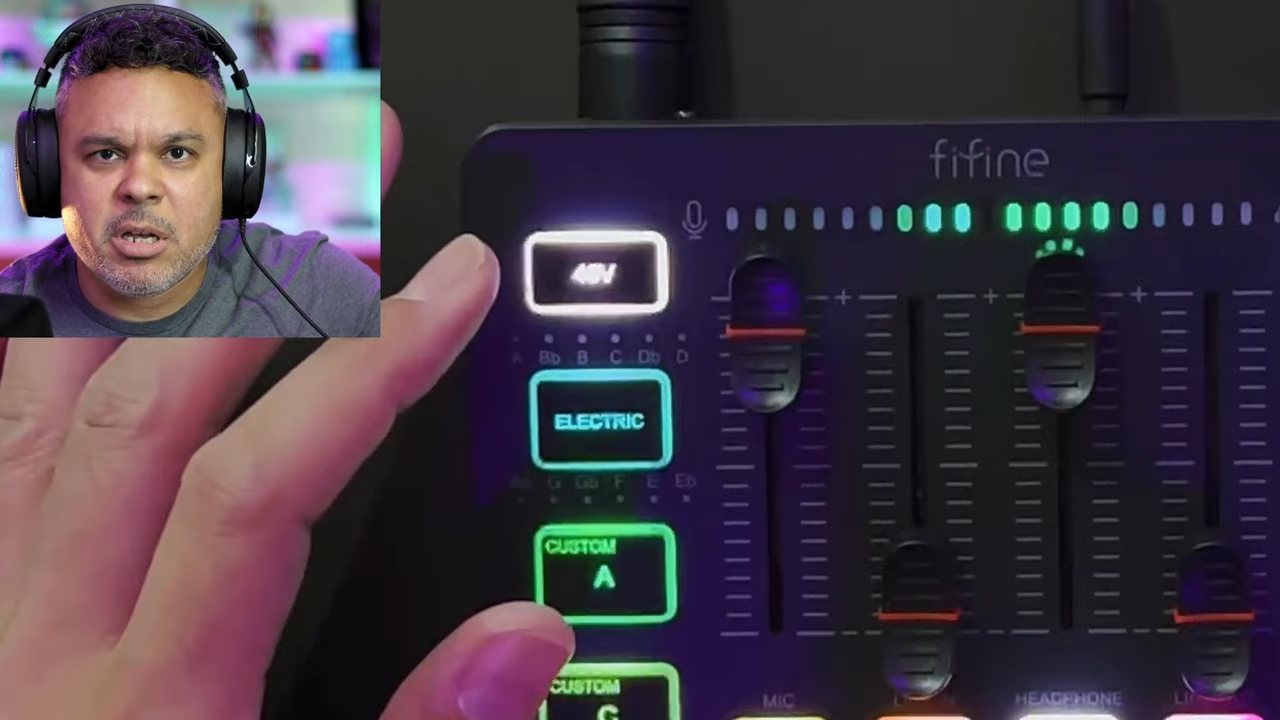 fifine
48V
A Bb B C Db D
ELECTRIC
G Gb F E Eb
CUSTOM
A
CUSTOM
C
MIC
HEADPHONE